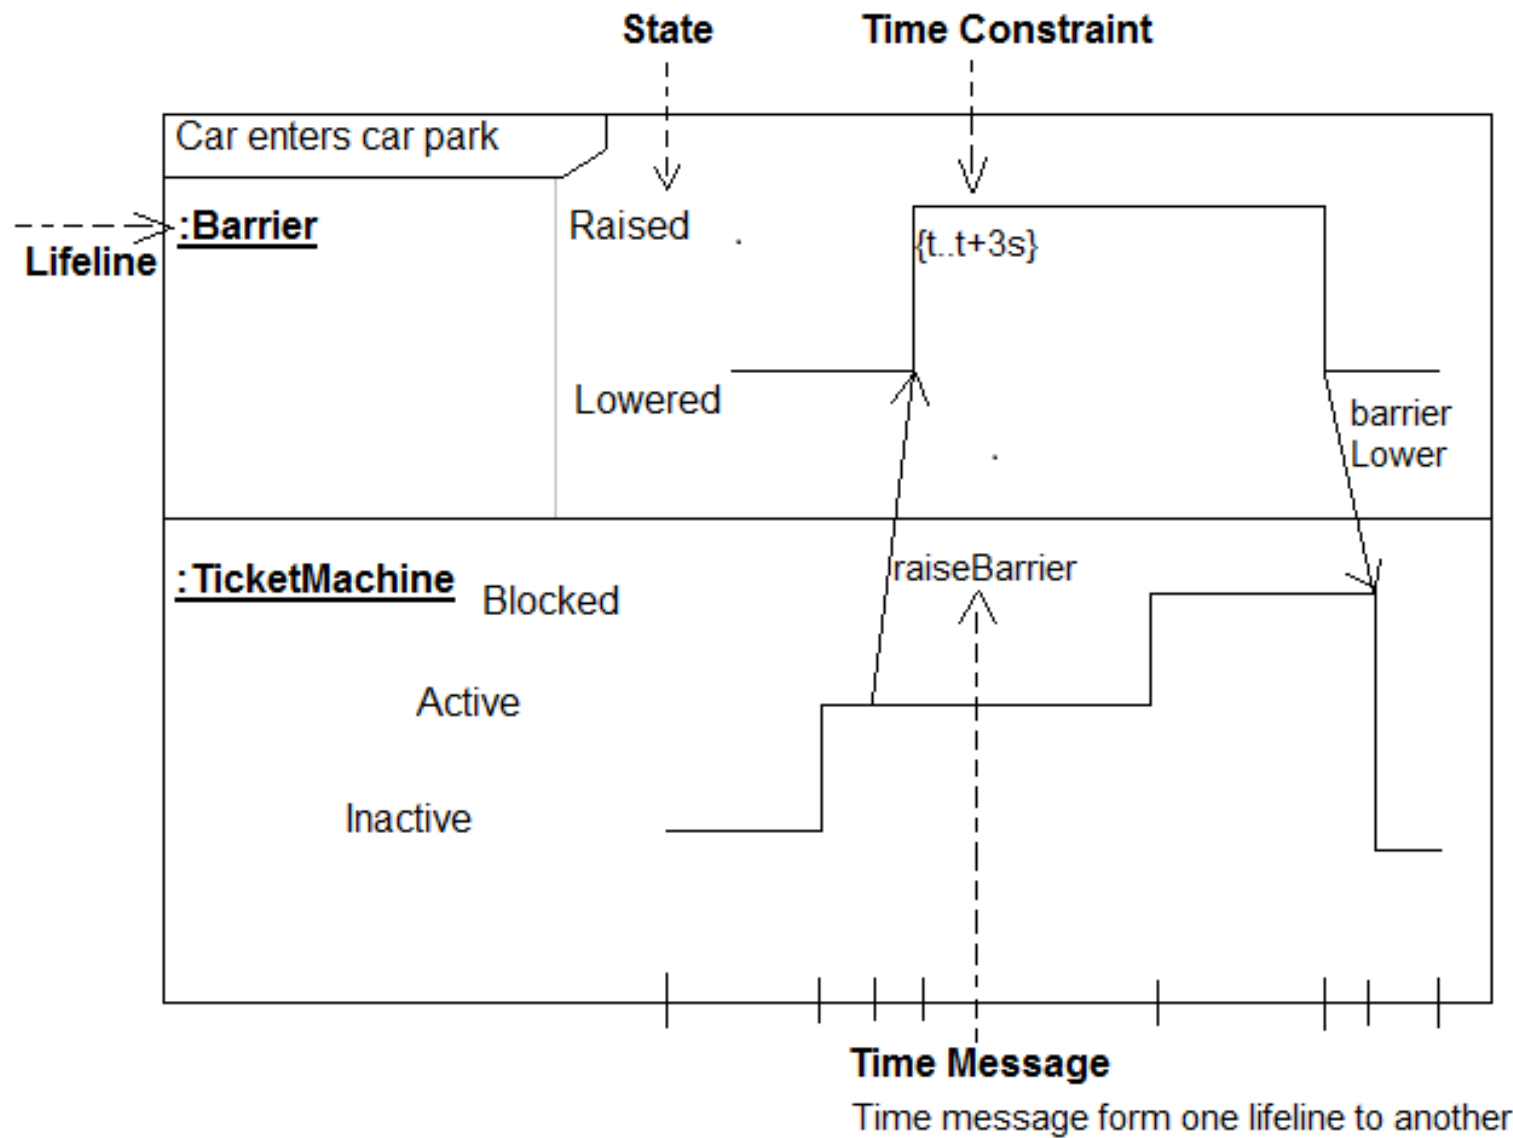 State
Time Constraint
Car enters car park
:Barrier
Raised
Lifeline
{t..t+3s}
Lowered
barrier
Lower
:TicketMachine
raiseBarrier
Blocked
Active
Inactive
Time Message
Time message form one lifeline to another